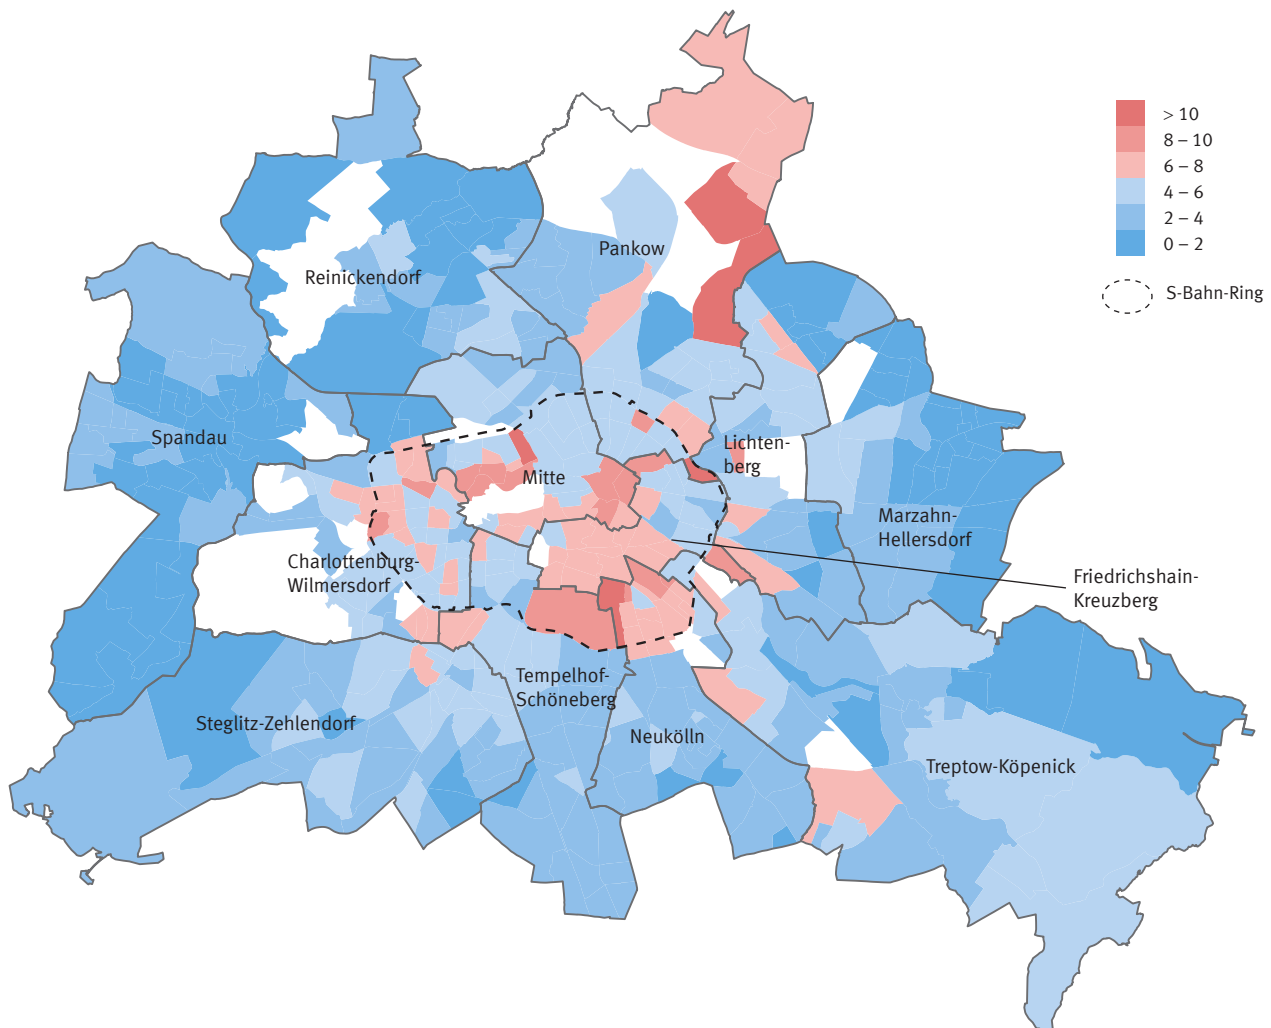 > 10
8 – 10
6 – 8
4 – 6
2 – 4
0 – 2
S-Bahn-Ring
Pankow
Reinickendorf
Spandau
Lichten-
berg
Mitte
Marzahn-
Hellersdorf
Charlottenburg-
Wilmersdorf
Friedrichshain-
Kreuzberg
Tempelhof-
Schöneberg
Steglitz-Zehlendorf
Neukölln
Treptow-Köpenick